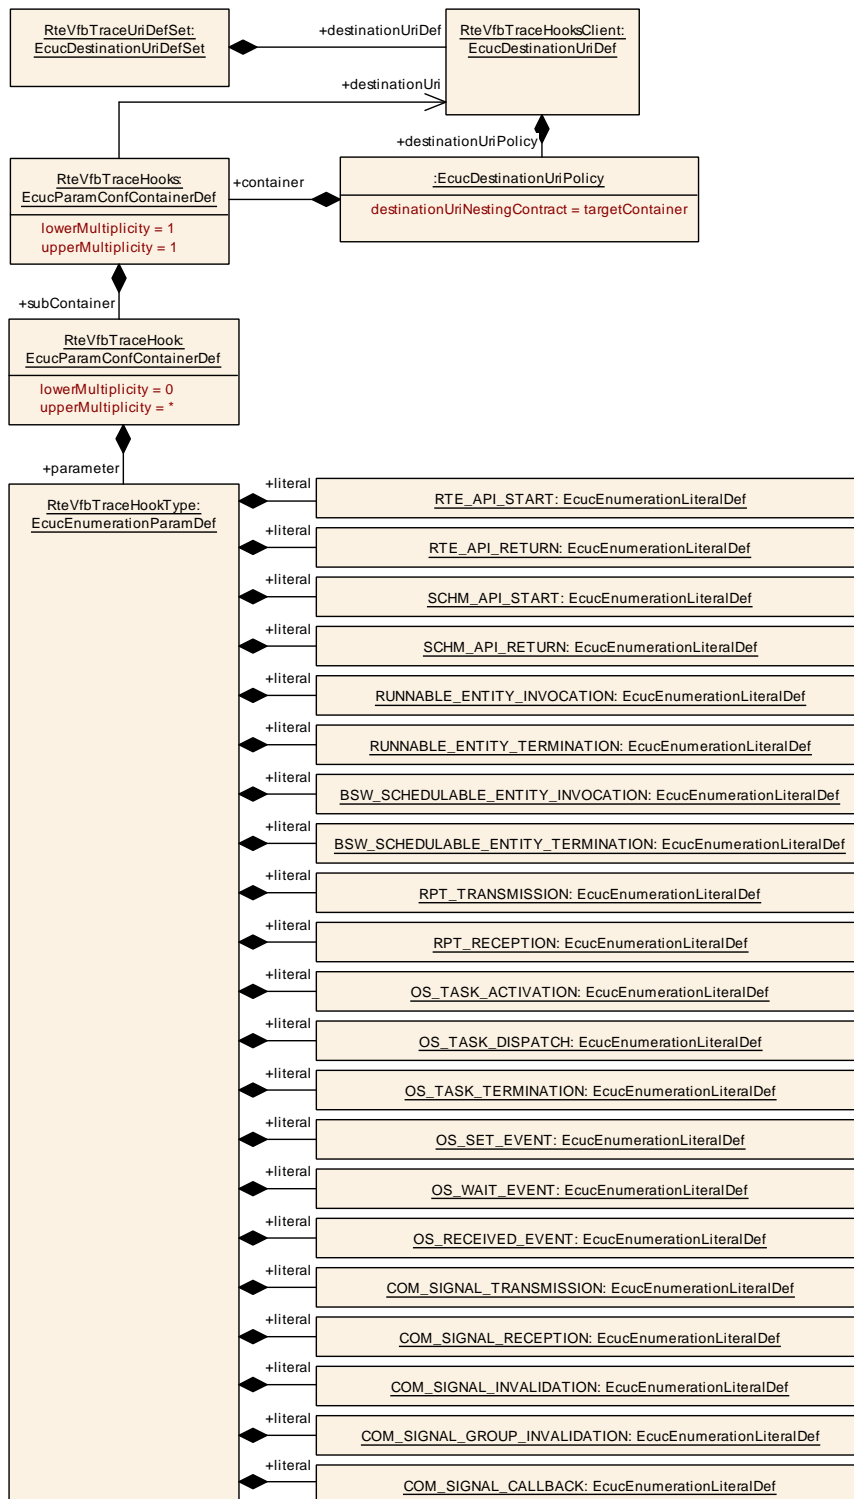 RteVfbTraceUriDefSet:
EcucDestinationUriDefSet
+destinationUriDef
RteVfbTraceHooksClient:
EcucDestinationUriDef
+destinationUri
+destinationUriPolicy
RteVfbTraceHooks:
EcucParamConfContainerDef
lowerMultiplicity = 1
upperMultiplicity = 1
+container
:EcucDestinationUriPolicy
destinationUriNestingContract = targetContainer
+subContainer
RteVfbTraceHook:
EcucParamConfContainerDef
lowerMultiplicity = 0
upperMultiplicity = *
+parameter
RteVfbTraceHookType:
EcucEnumerationParamDef
+literal
RTE_API_START: EcucEnumerationLiteralDef
+literal
RTE_API_RETURN: EcucEnumerationLiteralDef
+literal
SCHM_API_START: EcucEnumerationLiteralDef
+literal
SCHM_API_RETURN: EcucEnumerationLiteralDef
+literal
RUNNABLE_ENTITY_INVOCATION: EcucEnumerationLiteralDef
+literal
RUNNABLE_ENTITY_TERMINATION: EcucEnumerationLiteralDef
+literal
BSW_SCHEDULABLE_ENTITY_INVOCATION: EcucEnumerationLiteralDef
+literal
BSW_SCHEDULABLE_ENTITY_TERMINATION: EcucEnumerationLiteralDef
+literal
RPT_TRANSMISSION: EcucEnumerationLiteralDef
+literal
RPT_RECEPTION: EcucEnumerationLiteralDef
+literal
OS_TASK_ACTIVATION: EcucEnumerationLiteralDef
+literal
OS_TASK_DISPATCH: EcucEnumerationLiteralDef
+literal
OS_TASK_TERMINATION: EcucEnumerationLiteralDef
+literal
OS_SET_EVENT: EcucEnumerationLiteralDef
+literal
OS_WAIT_EVENT: EcucEnumerationLiteralDef
+literal
OS_RECEIVED_EVENT: EcucEnumerationLiteralDef
+literal
COM_SIGNAL_TRANSMISSION: EcucEnumerationLiteralDef
+literal
COM_SIGNAL_RECEPTION: EcucEnumerationLiteralDef
+literal
COM_SIGNAL_INVALIDATION: EcucEnumerationLiteralDef
+literal
COM_SIGNAL_GROUP_INVALIDATION: EcucEnumerationLiteralDef
+literal
COM_SIGNAL_CALLBACK: EcucEnumerationLiteralDef